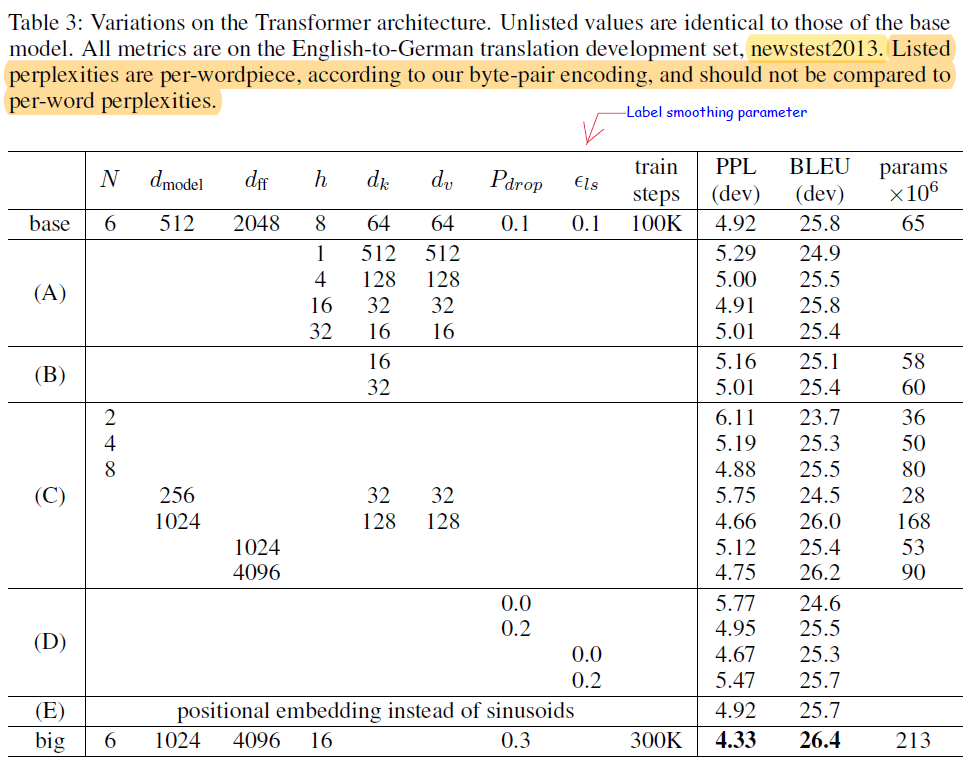 Table 3: Variations on the Transformer architecture. Unlisted values are identical to those of the base
model. All metrics are on the English-to-German translation development set, newstest2013. Listed
perplexities are per-wordpiece, according to our byte-pair encoding, and should not be compared to
per-word perplexities.
Label smoothing parameter
N d_model d_ff h d_k d_v P_drop ϵ_ls train steps PPL (dev) BLEU (dev) params ×10^6
base 6 512 2048 8 64 64 0.1 0.1 100K 4.92 25.8 65
(A)
1 512 512 5.29 24.9
4 128 128 5.00 25.5
16 32 32 4.91 25.8
32 16 16 5.01 25.4
(B)
16 5.16 25.1 58
32 5.01 25.4 60
(C)
2 6.11 23.7 36
4 5.19 25.3 50
8 4.88 25.5 80
256 32 32 5.75 24.5 28
1024 128 128 4.66 26.0 168
1024 5.12 25.4 53
4096 4.75 26.2 90
(D)
0.0 5.77 24.6
0.2 4.95 25.5
0.0 4.67 25.3
0.2 5.47 25.7
(E) positional embedding instead of sinusoids 4.92 25.7
big 6 1024 4096 16 0.3 300K 4.33 26.4 213